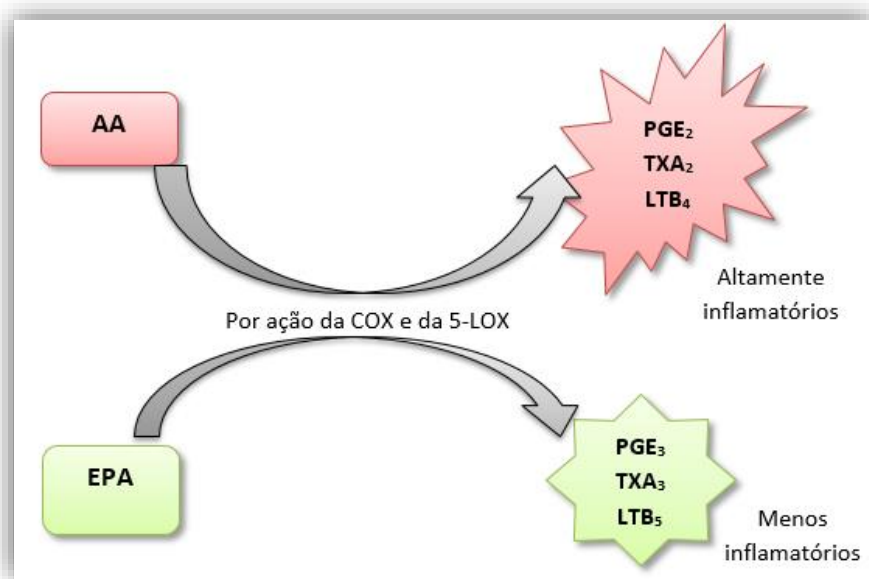 AA
PGE₂
TXA₂
LTB₄
Altamente
inflamatórios
Por ação da COX e da 5-LOX
EPA
PGE₃
TXA₃
LTB₅
Menos
inflamatórios